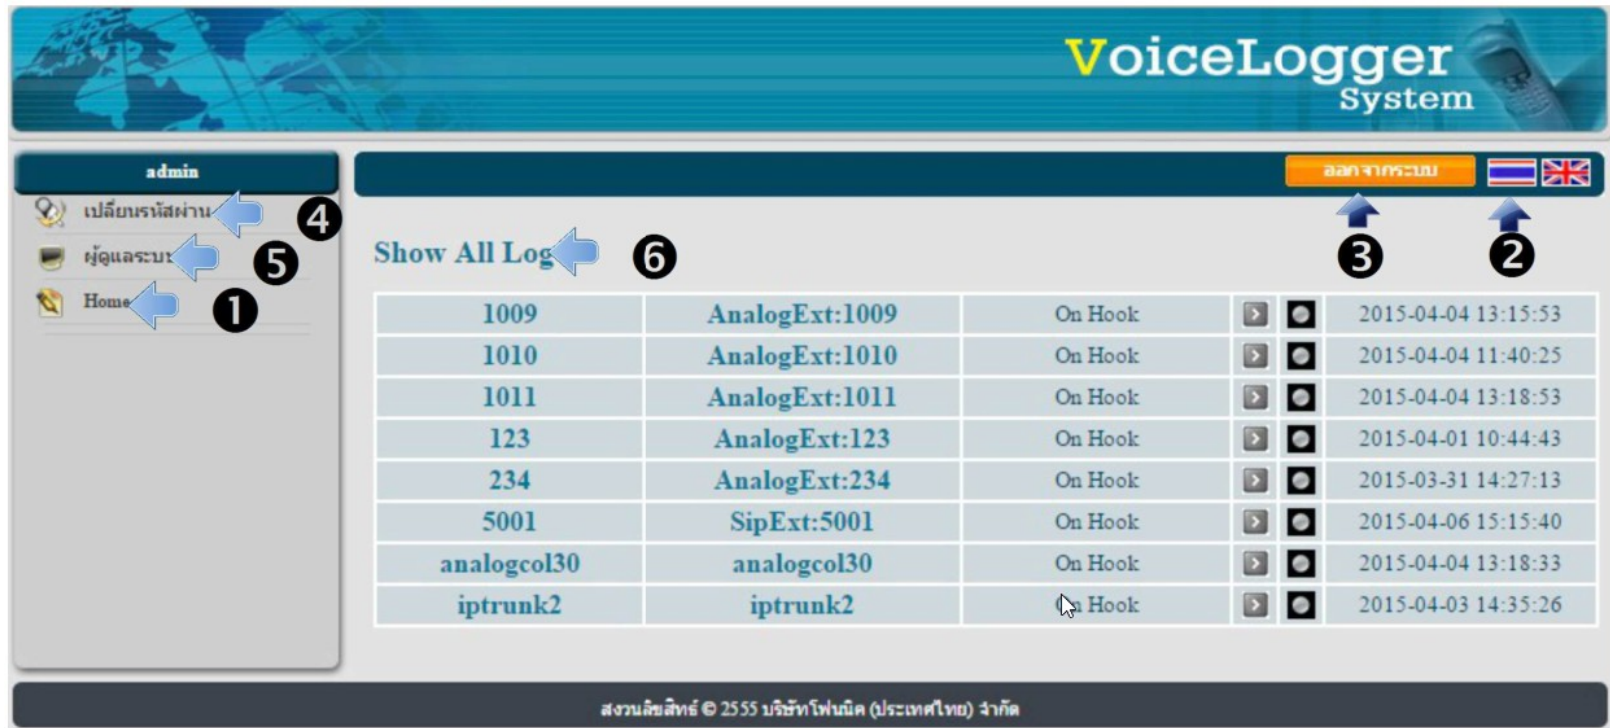 VoiceLogger
System
admin
ออกจากระบบ
เปลี่ยนรหัสผ่าน
4
3
2
ผู้ดูแลระบบ
5
Show All Log
6
Home
1
1009 AnalogExt:1009 On Hook 2015-04-04 13:15:53
1010 AnalogExt:1010 On Hook 2015-04-04 11:40:25
1011 AnalogExt:1011 On Hook 2015-04-04 13:18:53
123 AnalogExt:123 On Hook 2015-04-01 10:44:43
234 AnalogExt:234 On Hook 2015-03-31 14:27:13
5001 SipExt:5001 On Hook 2015-04-06 15:15:40
analogcol30 analogcol30 On Hook 2015-04-04 13:18:33
iptrunk2 iptrunk2 On Hook 2015-04-03 14:35:26
สงวนลิขสิทธ์ © 2555 บริษัทโฟนนิค (ประเทศไทย) จำกัด